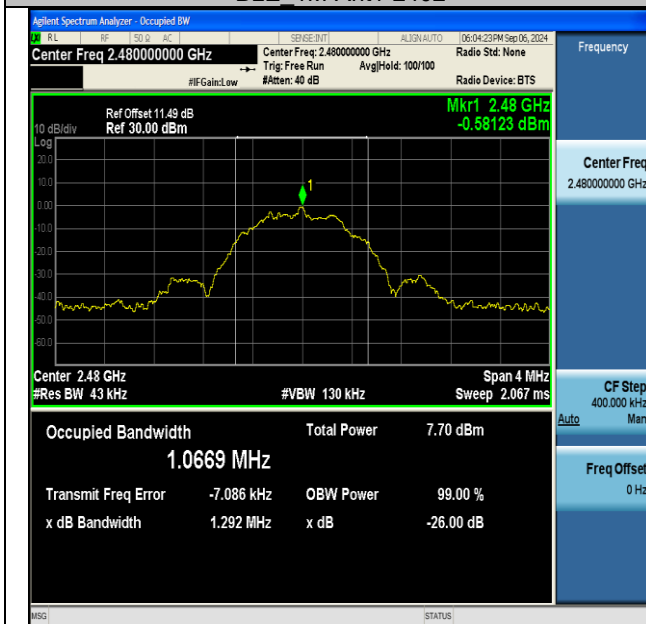 Agilent Spectrum Analyzer - Occupied BW
RL RF 50 Ω AC SENSE:INT ALIGN AUTO 06:04:23PM Sep 06, 2024
Center Freq 2.480000000 GHz
Center Freq: 2.480000000 GHz
Radio Std: None
Trig: Free Run Avg|Hold: 100/100
#IFGain:Low #Atten: 40 dB Radio Device: BTS
Frequency
Ref Offset 11.49 dB
Mkr1 2.48 GHz
10 dB/div Ref 30.00 dBm -0.58123 dBm
Log
20.0
10.0
0.00
-10.0
-20.0
-30.0
-40.0
-50.0
-60.0
1
Center 2.48 GHz Span 4 MHz
#Res BW 43 kHz #VBW 130 kHz Sweep 2.067 ms
Occupied Bandwidth Total Power 7.70 dBm
1.0669 MHz
Transmit Freq Error -7.086 kHz OBW Power 99.00 %
x dB Bandwidth 1.292 MHz x dB -26.00 dB
Center Freq
2.480000000 GHz
CF Step
400.000 kHz
Auto Man
Freq Offset
0 Hz
MSG STATUS